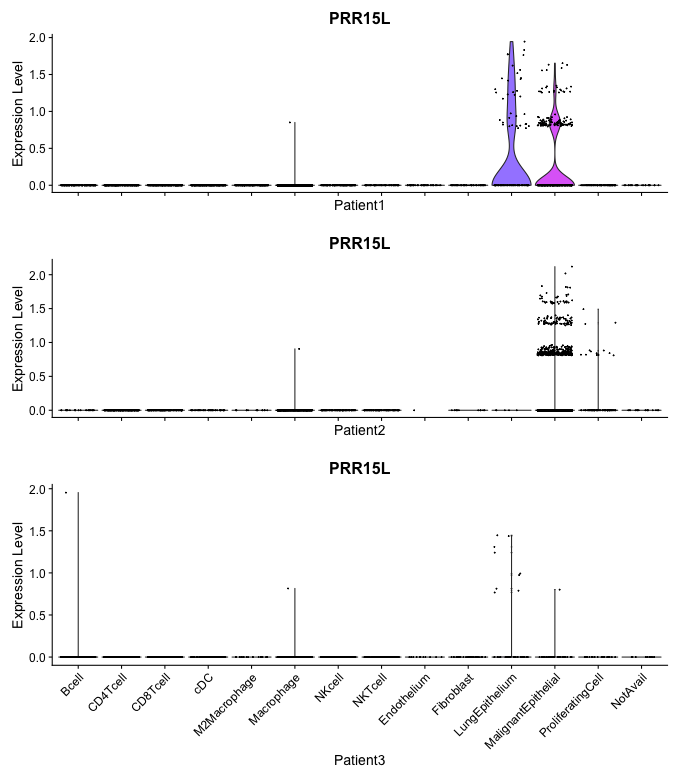 PRR15L
2.0
1.5
1.0
0.5
0.0
Expression Level
Patient1
PRR15L
2.0
1.5
1.0
0.5
0.0
Expression Level
Patient2
PRR15L
2.0
1.5
1.0
0.5
0.0
Expression Level
Bcell
CD4Tcell
CD8Tcell
cDC
M2Macrophage
Macrophage
NKcell
NKTcell
Endothelium
Fibroblast
LungEpithelium
MalignantEpithelial
ProliferatingCell
NotAvail
Patient3